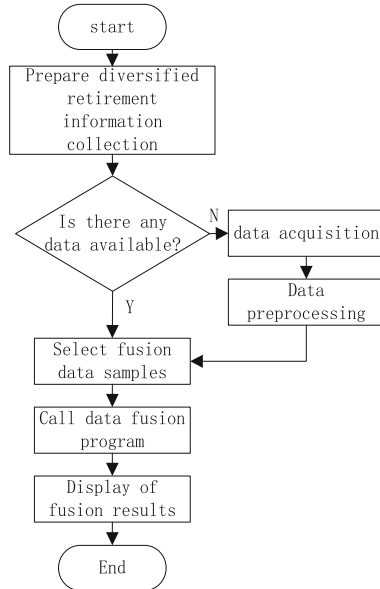 start
Prepare diversified
retirement
information
collection
Is there any
data available?
N
data acquisition
Data
preprocessing
Y
Select fusion
data samples
Call data fusion
program
Display of
fusion results
End